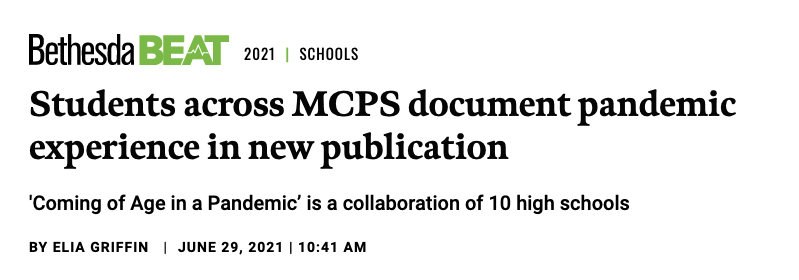 Bethesda BEAT 2021 | SCHOOLS
Students across MCPS document pandemic
experience in new publication
'Coming of Age in a Pandemic’ is a collaboration of 10 high schools
BY ELIA GRIFFIN | JUNE 29, 2021 | 10:41 AM